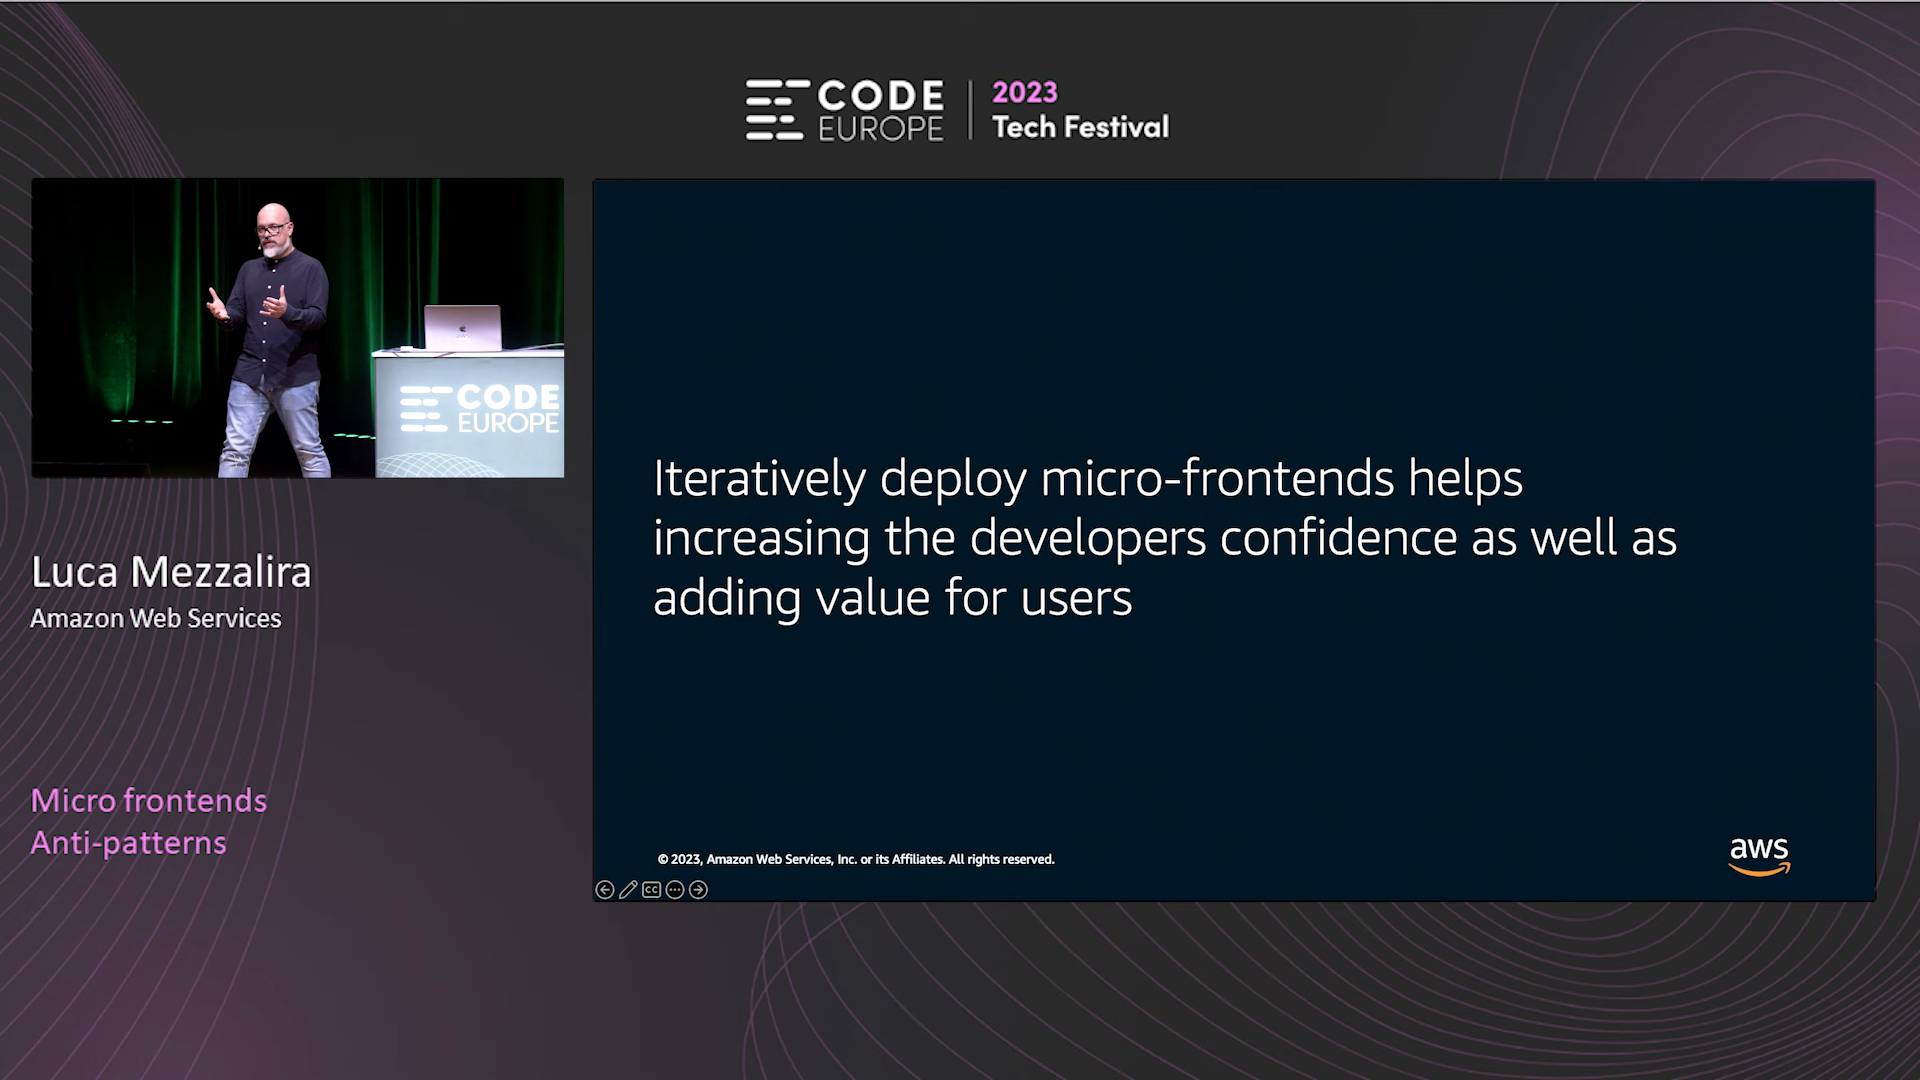 CODE
EUROPE
2023
Tech Festival
CODE
EUROPE
Luca Mezzalira
Amazon Web Services
Micro frontends
Anti-patterns
Iteratively deploy micro-frontends helps
increasing the developers confidence as well as
adding value for users
© 2023, Amazon Web Services, Inc. or its Affiliates. All rights reserved.
aws
CC